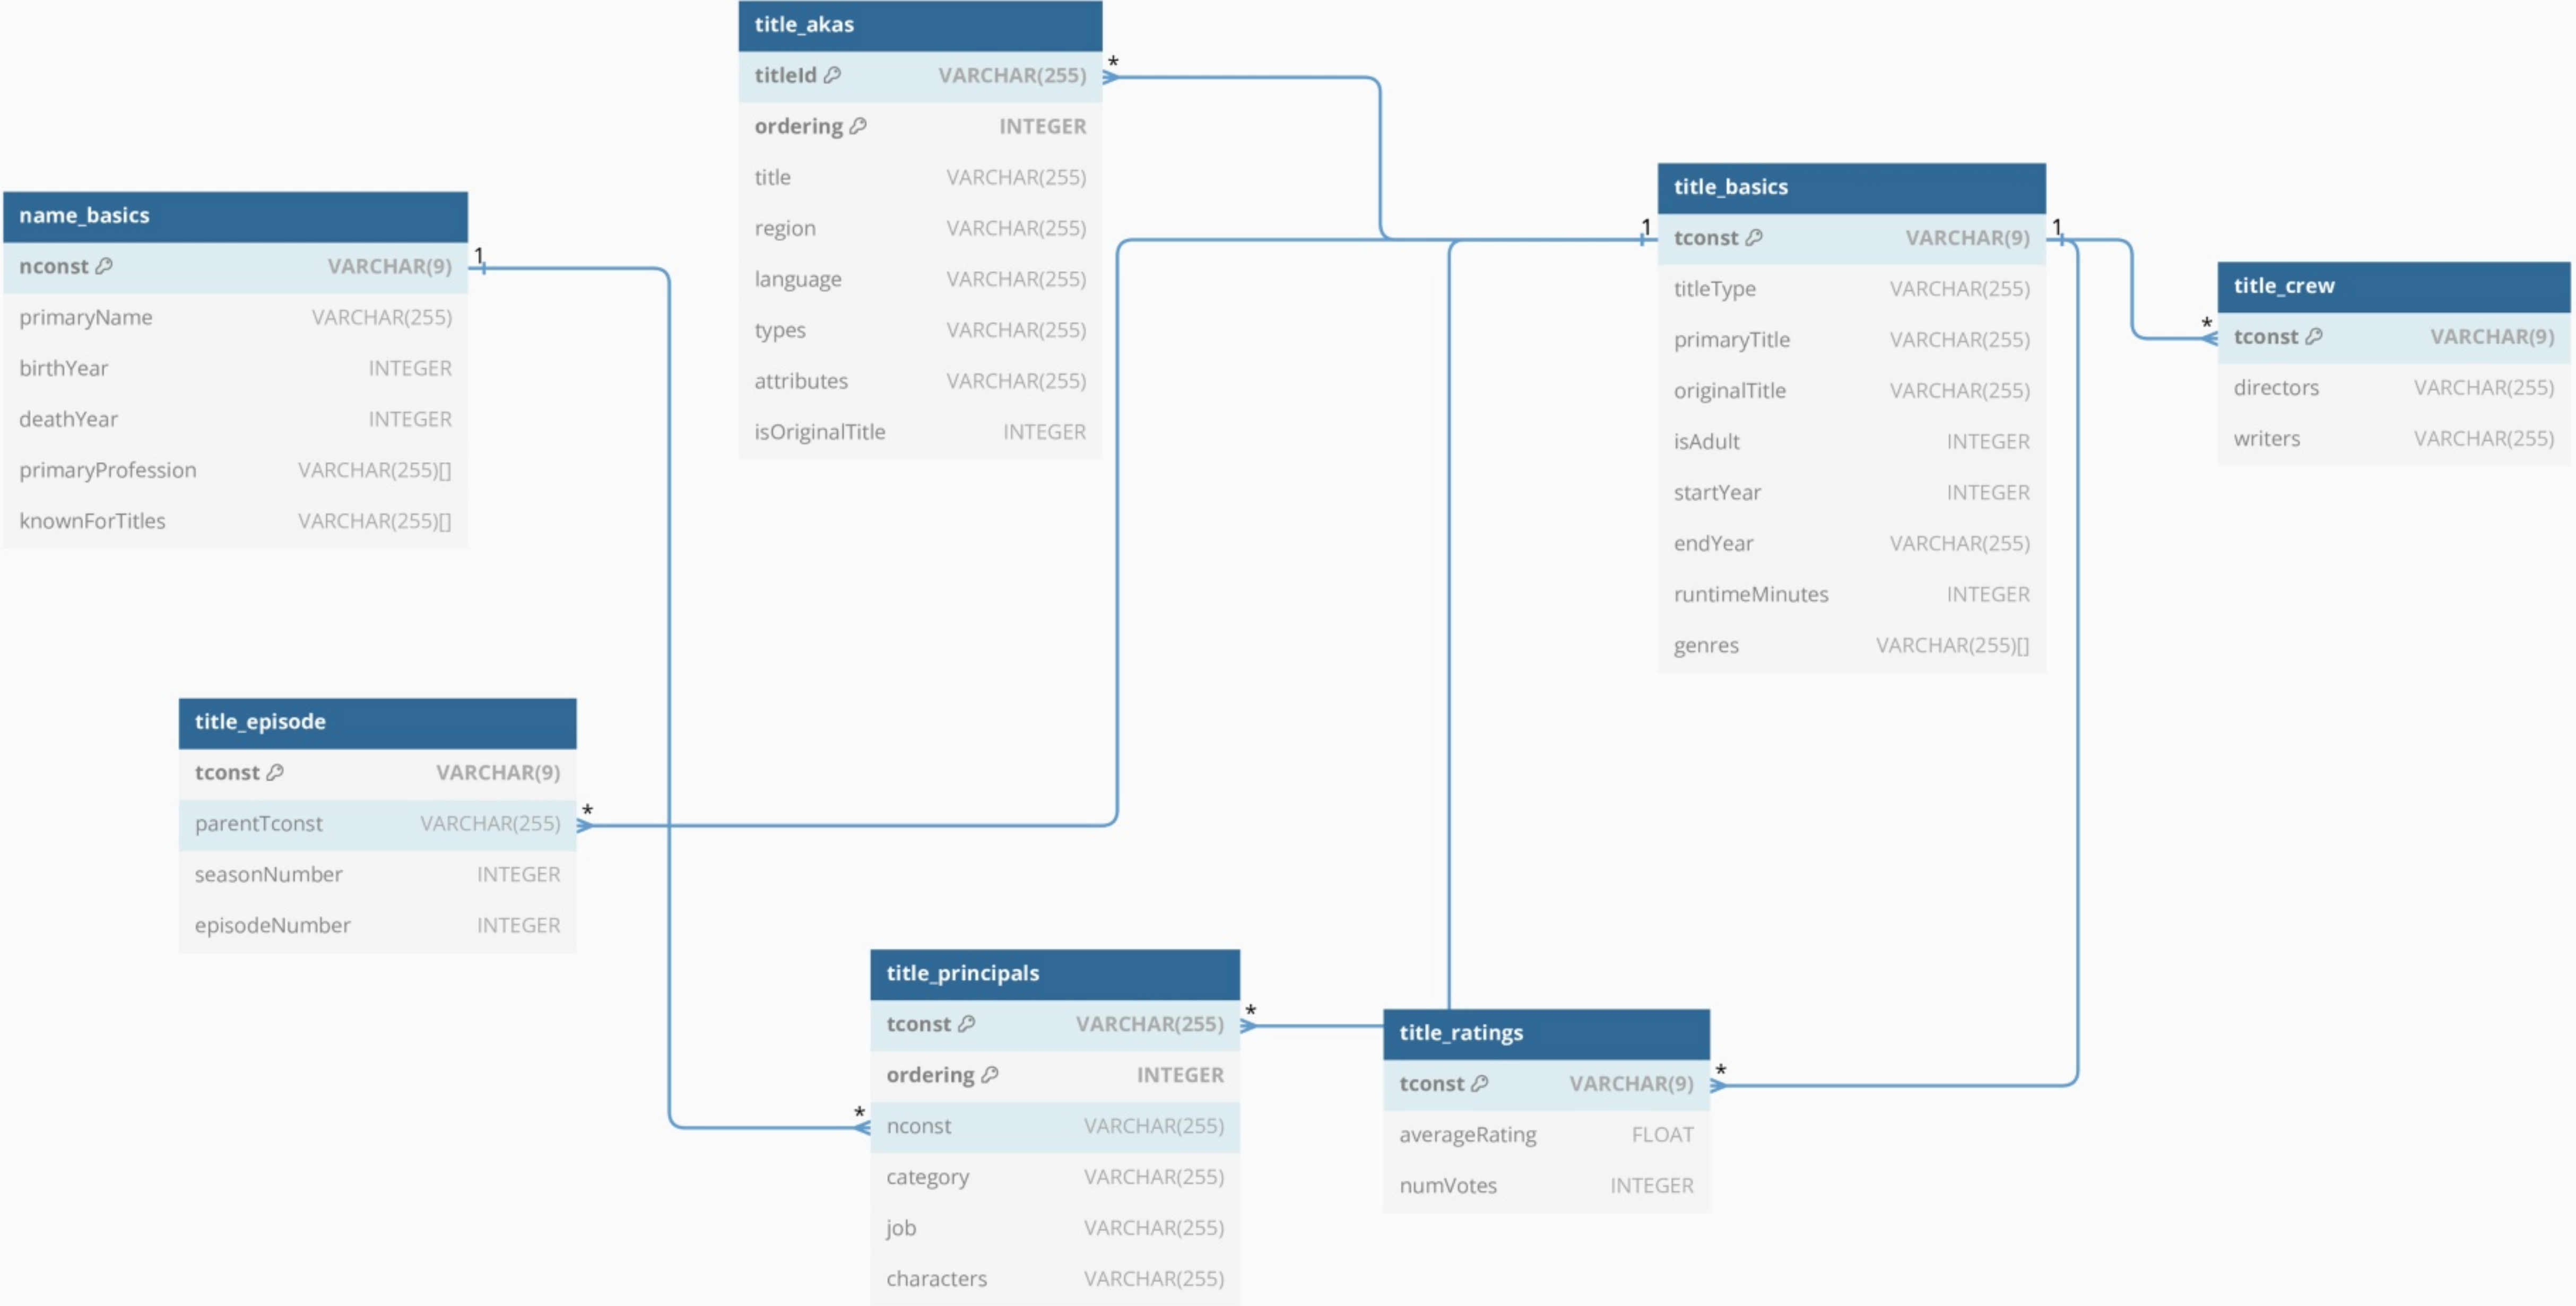 title_akas
titleId VARCHAR(255)
ordering INTEGER
title VARCHAR(255)
region VARCHAR(255)
language VARCHAR(255)
types VARCHAR(255)
attributes VARCHAR(255)
isOriginalTitle INTEGER
*
name_basics
nconst VARCHAR(9)
primaryName VARCHAR(255)
birthYear INTEGER
deathYear INTEGER
primaryProfession VARCHAR(255)[]
knownForTitles VARCHAR(255)[]
1
title_basics
1
tconst VARCHAR(9)
1
titleType VARCHAR(255)
primaryTitle VARCHAR(255)
originalTitle VARCHAR(255)
isAdult INTEGER
startYear INTEGER
endYear VARCHAR(255)
runtimeMinutes INTEGER
genres VARCHAR(255)[]
title_crew
*
tconst VARCHAR(9)
directors VARCHAR(255)
writers VARCHAR(255)
title_episode
tconst VARCHAR(9)
parentTconst VARCHAR(255)
*
seasonNumber INTEGER
episodeNumber INTEGER
title_principals
tconst VARCHAR(255)
*
ordering INTEGER
*
nconst VARCHAR(255)
category VARCHAR(255)
job VARCHAR(255)
characters VARCHAR(255)
title_ratings
tconst VARCHAR(9)
*
averageRating FLOAT
numVotes INTEGER